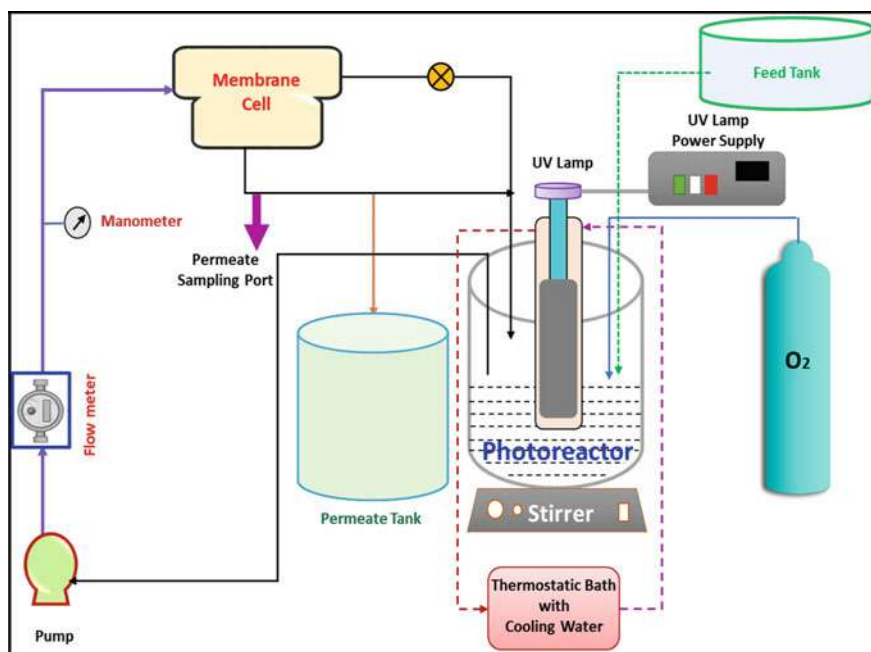 Membrane
Cell
Feed Tank
UV Lamp
Power Supply
UV Lamp
Manometer
Permeate
Sampling Port
O2
Flow meter
Photoreactor
Stirrer
Permeate Tank
Thermostatic Bath
with
Cooling Water
Pump